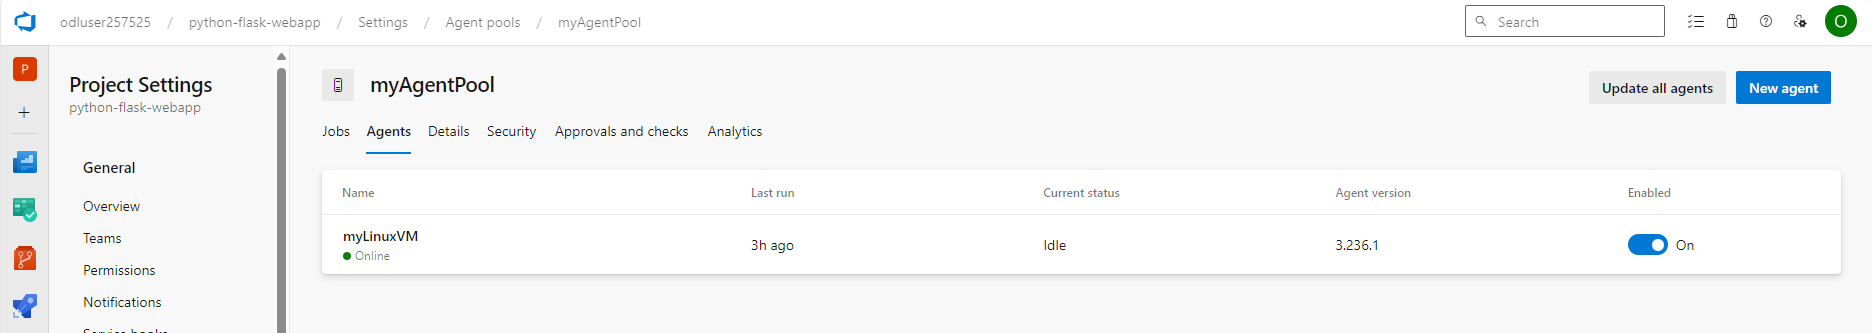 odluser257525 / python-flask-webapp / Settings / Agent pools / myAgentPool
Search
O
P
Project Settings
python-flask-webapp
General
Overview
Teams
Permissions
Notifications
Service hooks
myAgentPool
Update all agents
New agent
Jobs Agents Details Security Approvals and checks Analytics
Name Last run Current status Agent version Enabled
myLinuxVM
Online
3h ago Idle 3.236.1 On